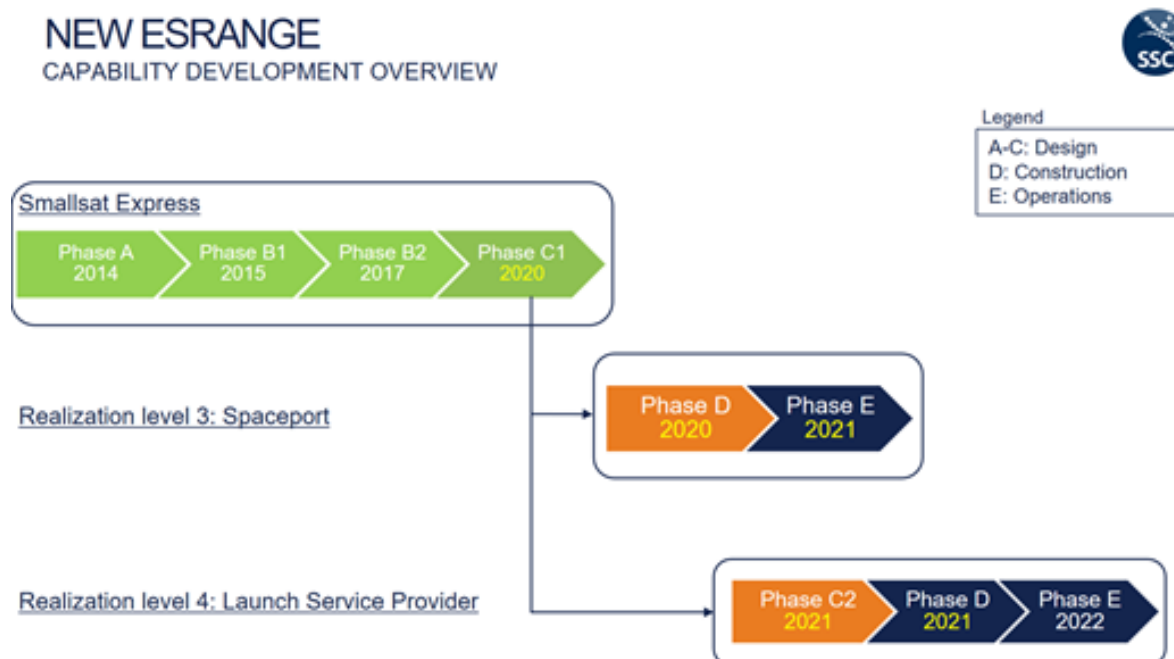 NEW ESRANGE
CAPABILITY DEVELOPMENT OVERVIEW
SSC
Legend
A-C: Design
D: Construction
E: Operations
Smallsat Express
Phase A
2014
Phase B1
2015
Phase B2
2017
Phase C1
2020
Realization level 3: Spaceport
Phase D
2020
Phase E
2021
Realization level 4: Launch Service Provider
Phase C2
2021
Phase D
2021
Phase E
2022